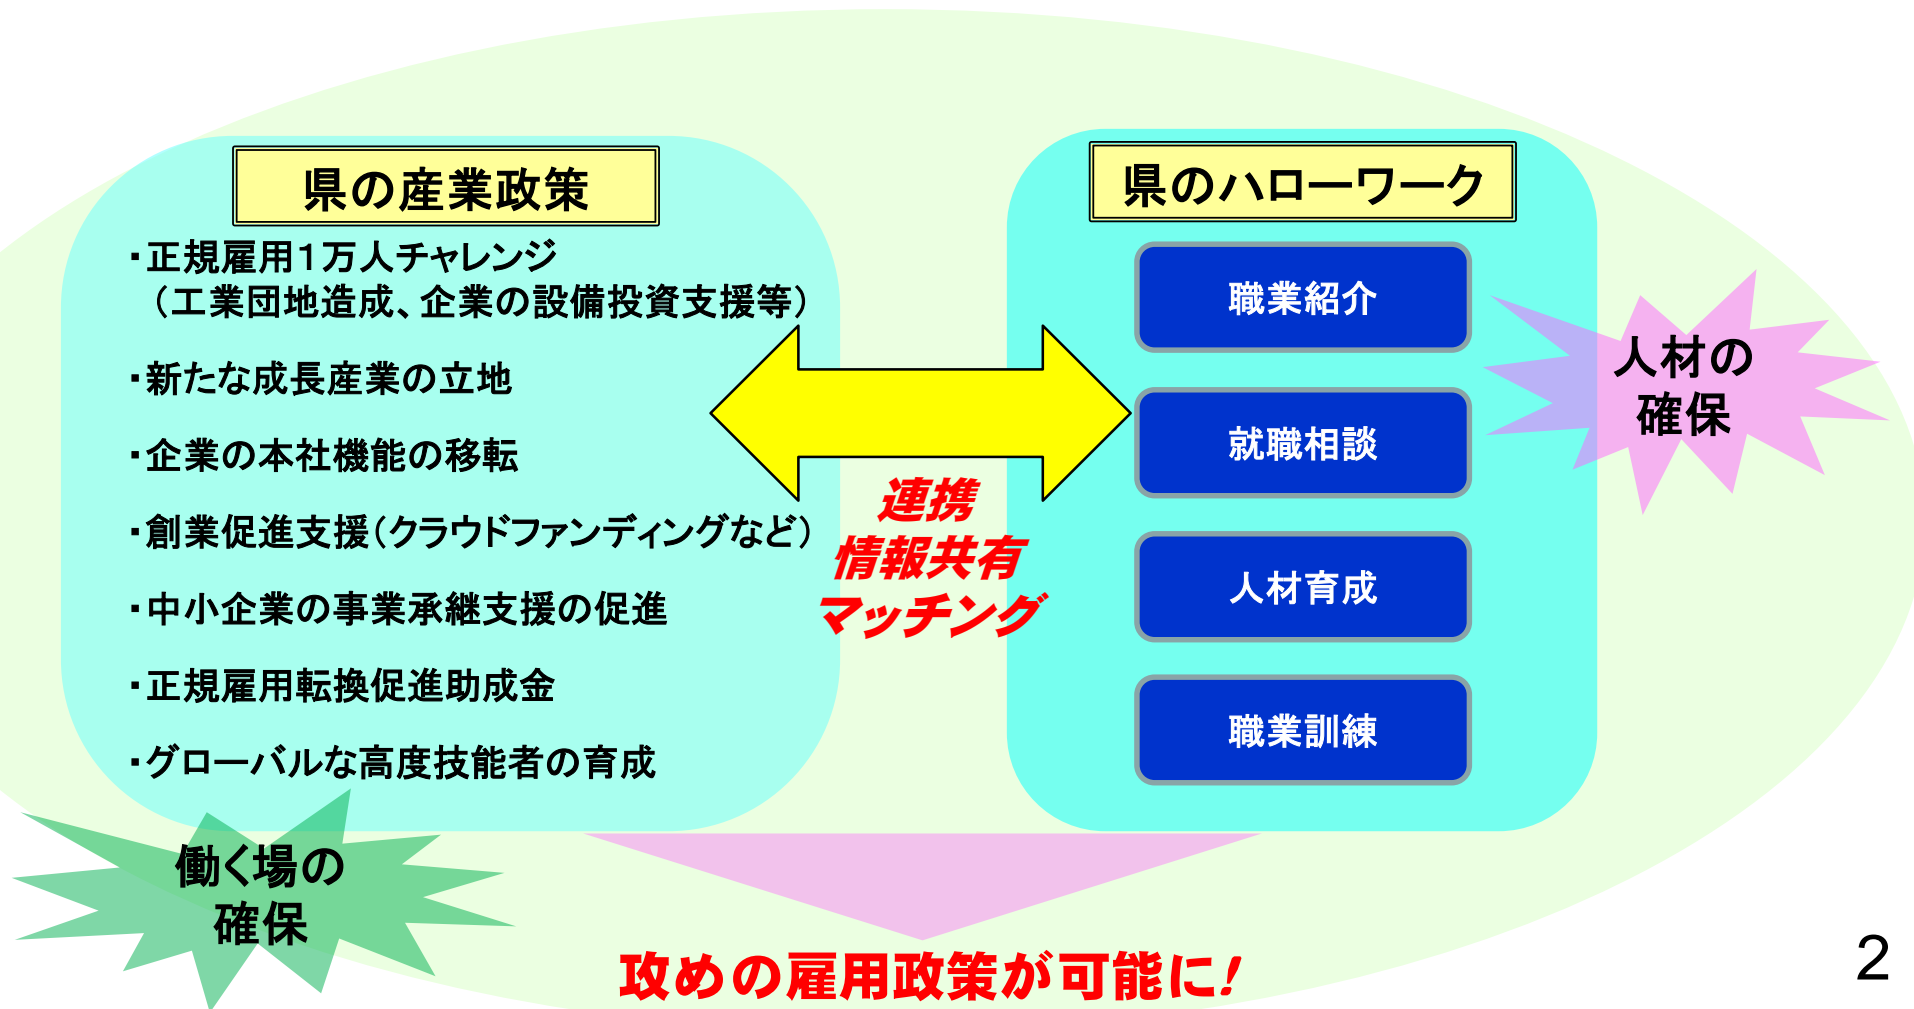 県の産業政策
・正規雇用１万人チャレンジ
（工業団地造成、企業の設備投資支援等）
・新たな成長産業の立地
・企業の本社機能の移転
・創業促進支援（クラウドファンディングなど）
・中小企業の事業承継支援の促進
・正規雇用転換促進助成金
・グローバルな高度技能者の育成
働く場の
確保
連携
情報共有
マッチング
県のハローワーク
職業紹介
就職相談
人材育成
職業訓練
人材の
確保
攻めの雇用政策が可能に！
2